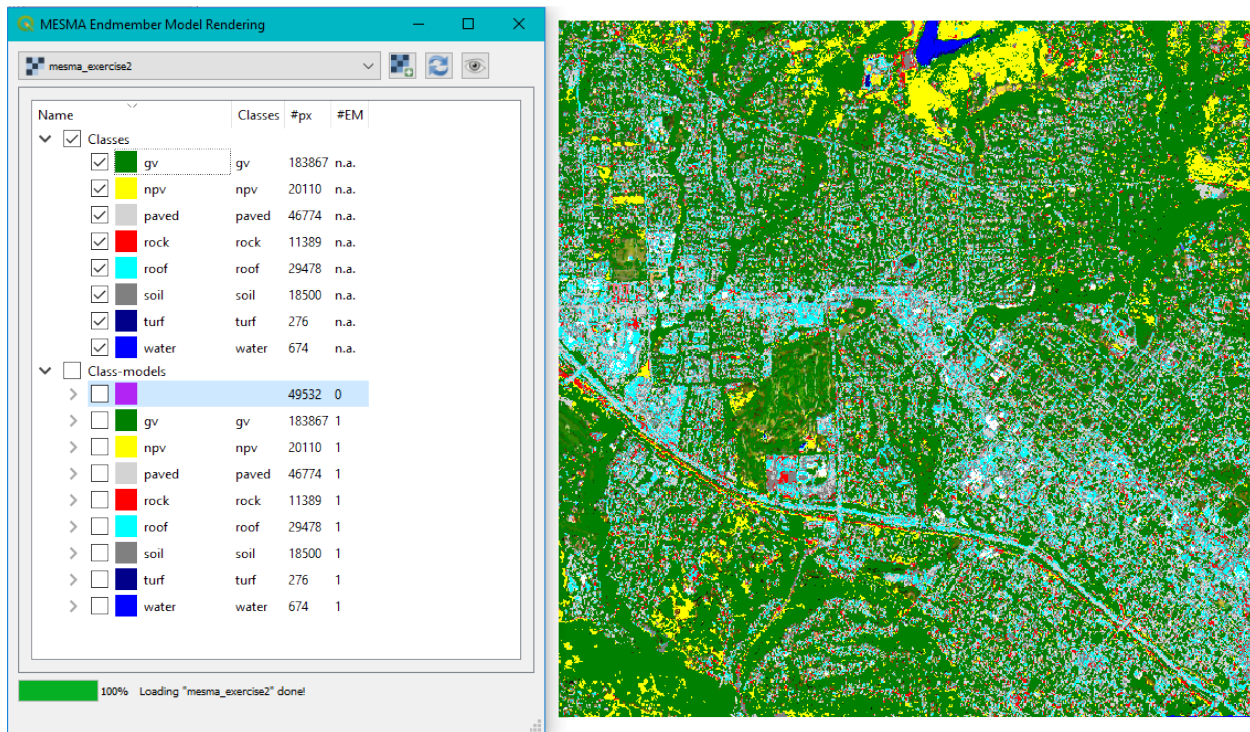 MESMA Endmember Model Rendering
mesma_exercise2
Name Classes #px #EM
Classes
gv gv 183867 n.a.
npv npv 20110 n.a.
paved paved 46774 n.a.
rock rock 11389 n.a.
roof roof 29478 n.a.
soil soil 18500 n.a.
turf turf 276 n.a.
water water 674 n.a.
Class-models
49532 0
gv gv 183867 1
npv npv 20110 1
paved paved 46774 1
rock rock 11389 1
roof roof 29478 1
soil soil 18500 1
turf turf 276 1
water water 674 1
100% Loading "mesma_exercise2" done!